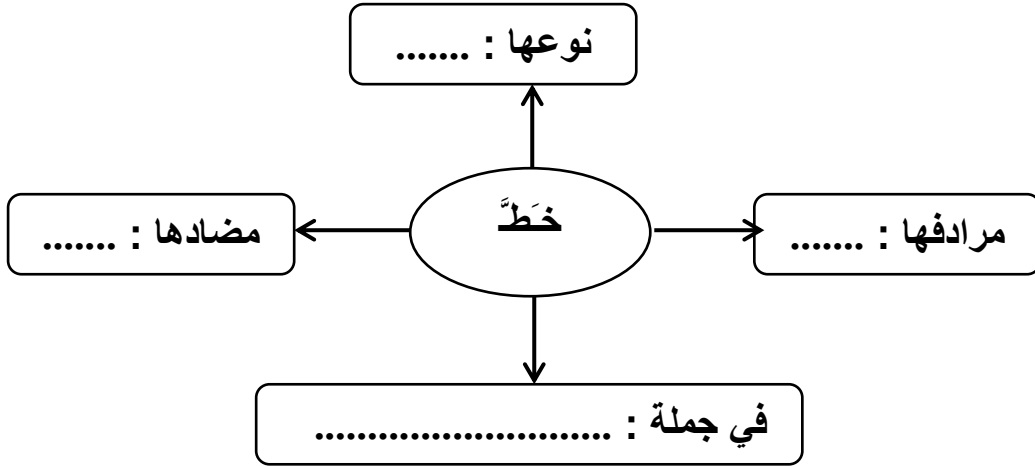 نوعها : .......
خَطَّ
مرادفها : .......
مضادها : .......
في جملة : ............................